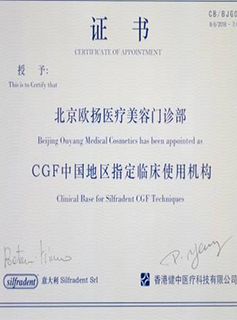 证书
CERTIFICATE OF APPOINTMENT
授予:
This is to Certify that
北京欧扬医疗美容门诊部
Beijing Ouyang Medical Cosmetics has been appointed as
CGF中国地区指定临床使用机构
Clinical Base for Silfradent CGF Techniques
silfradent 意大利 Silfradent Srl
香港健中医疗科技有限公司